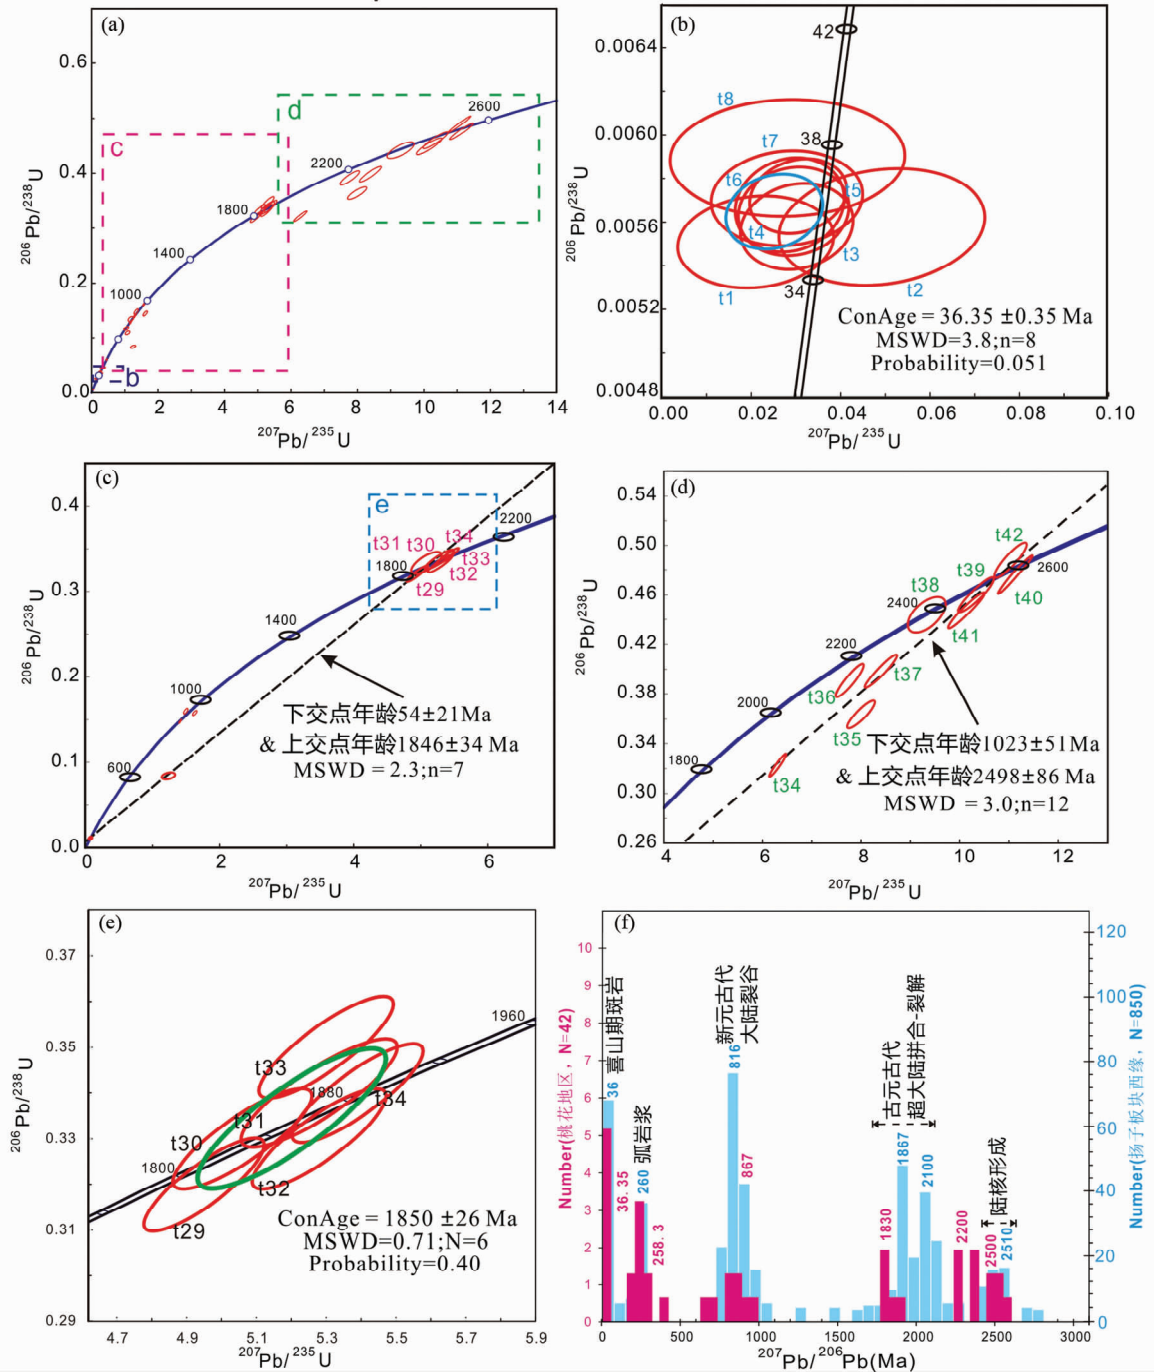 (a)
0.6
0.4
0.2
0.0
0
2
4
6
8
10
12
14
c
d
b
1000
1400
1800
2200
2600
206Pb/238U
207Pb/235U
(b)
0.0064
0.0060
0.0056
0.0052
0.0048
0.00
0.02
0.04
0.06
0.08
0.10
42
38
34
t8
t7
t6
t5
t4
t3
t1
t2
ConAge = 36.35 ±0.35 Ma
MSWD=3.8;n=8
Probability=0.051
206Pb/238U
207Pb/235U
(c)
0.4
0.3
0.2
0.1
0.0
0
2
4
6
e
2200
1800
1400
1000
600
t31
t30
t34
t33
t32
t29
下交点年龄54±21Ma
& 上交点年龄1846±34 Ma
MSWD = 2.3;n=7
206Pb/238U
207Pb/235U
(d)
0.54
0.50
0.46
0.42
0.38
0.34
0.30
0.26
4
6
8
10
12
t42
2600
t39
t40
t38
2400
t41
2200
t37
t36
2000
t35
1800
t34
下交点年龄1023±51Ma
& 上交点年龄2498±86 Ma
MSWD = 3.0;n=12
206Pb/238U
207Pb/235U
(e)
0.37
0.35
0.33
0.31
0.29
4.7
4.9
5.1
5.3
5.5
5.7
5.9
1960
1880
1800
t33
t34
t31
t30
t32
t29
ConAge = 1850 ±26 Ma
MSWD=0.71;N=6
Probability=0.40
206Pb/238U
207Pb/235U
(f)
10
9
8
7
6
5
4
3
2
1
0
Number(桃花地区, N=42)
120
100
80
60
40
20
0
Number(扬子板块西缘, N=850)
0
500
1000
1500
2000
2500
3000
喜山期斑岩
36
36.35
弧岩浆
260
258.3
新元古代
大陆裂谷
816
867
古元古代
超大陆拼合-裂解
1830
1867
2100
2200
陆核形成
2500
2510
207Pb/206Pb(Ma)